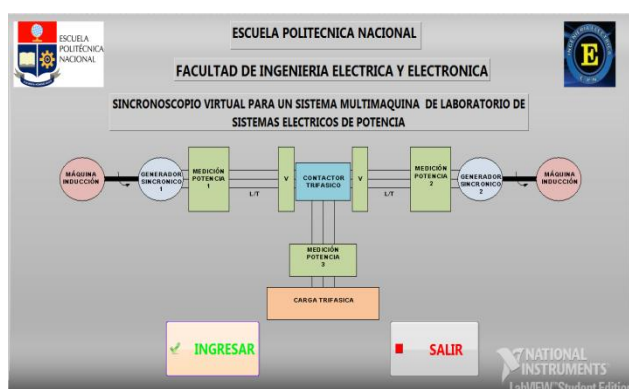 ESCUELA
POLITÉCNICA
NACIONAL
ESCUELA POLITECNICA NACIONAL
FACULTAD DE INGENIERIA ELECTRICA Y ELECTRONICA
SINCRONOSCOPIO VIRTUAL PARA UN SISTEMA MULTIMAQUINA DE LABORATORIO DE
SISTEMAS ELECTRICOS DE POTENCIA
E
MÁQUINA
INDUCCIÓN
GENERADOR
SINCRONICO
1
MEDICIÓN
POTENCIA
1
L/T
V
CONTACTOR
TRIFASICO
V
L/T
MEDICIÓN
POTENCIA
2
GENERADOR
SINCRONICO
2
MÁQUINA
INDUCCIÓN
MEDICIÓN
POTENCIA
3
CARGA TRIFASICA
INGRESAR
SALIR
NATIONAL
INSTRUMENTS
LabVIEW Student Edition